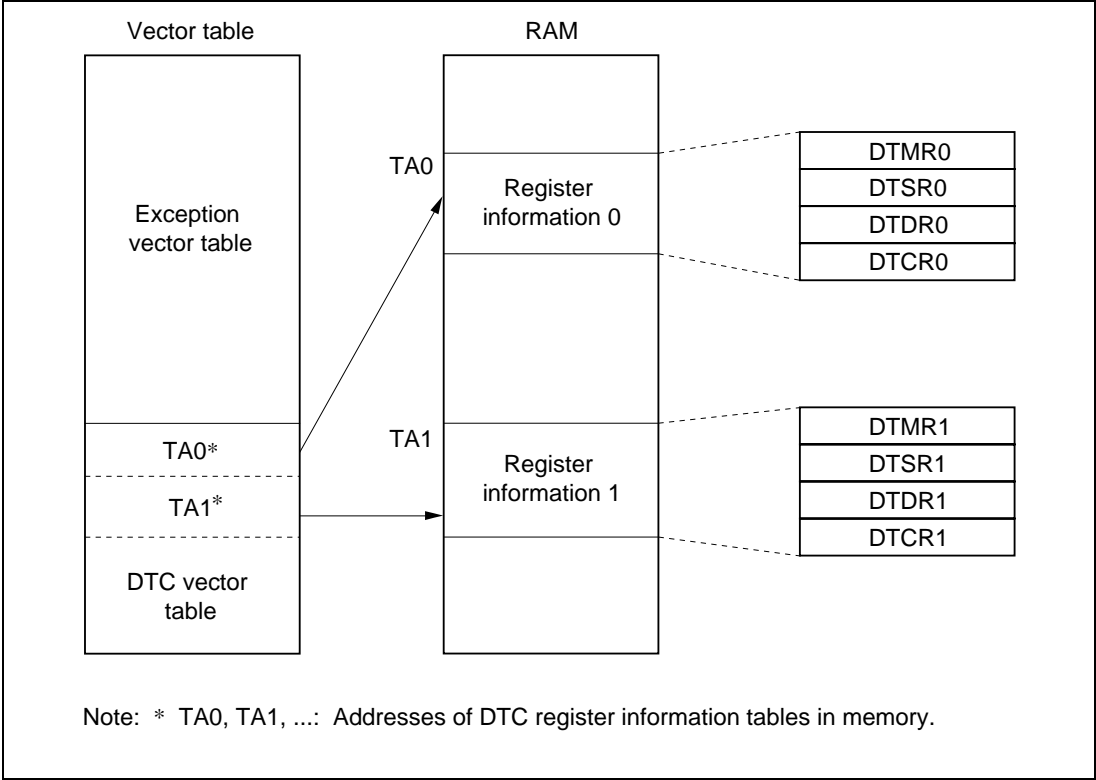 Vector table
RAM
Exception
vector table
TA0*
TA1*
DTC vector
table
TA0
Register
information 0
TA1
Register
information 1
DTMR0
DTSR0
DTDR0
DTCR0
DTMR1
DTSR1
DTDR1
DTCR1
Note: * TA0, TA1, ...: Addresses of DTC register information tables in memory.